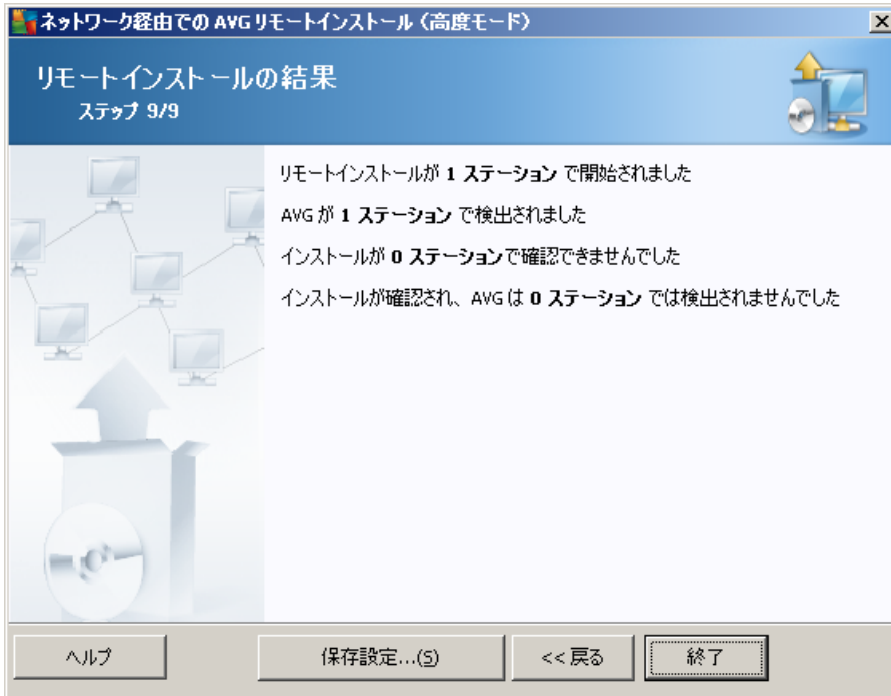 ネットワーク経由での AVG リモートインストール (高度モード)
リモートインストールの結果
ステップ 9/9
リモートインストールが 1 ステーション で開始されました
AVG が 1 ステーション で検出されました
インストールが 0 ステーションで確認できませんでした
インストールが確認され、AVG は 0 ステーション では検出されませんでした
ヘルプ
保存設定...(S)
<< 戻る
終了